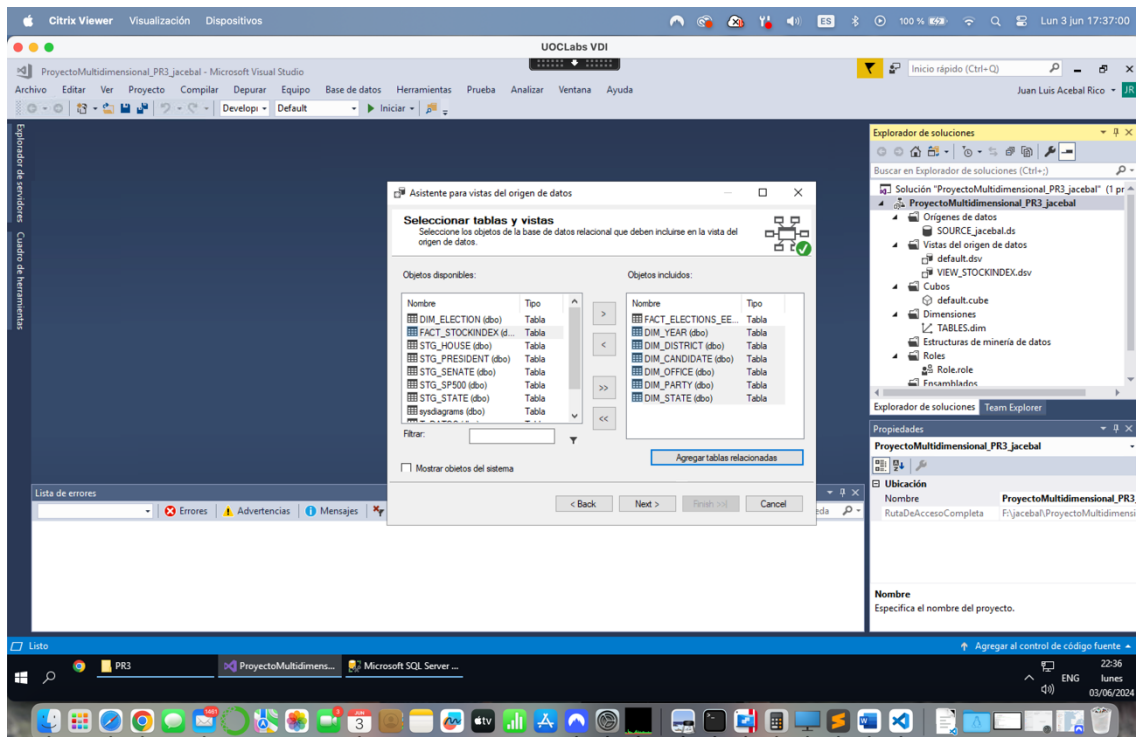 Citrix Viewer Visualización Dispositivos ES 100 % Lun 3 jun 17:37:00
UOCLabs VDI
ProyectoMultidimensional_PR3_jacebal - Microsoft Visual Studio Inicio rápido (Ctrl+Q)
Archivo Editar Ver Proyecto Compilar Depurar Equipo Base de datos Herramientas Prueba Analizar Ventana Ayuda Juan Luis Acebal Rico JR
Developi Default Iniciar
Explorador de servidores
Cuadro de herramientas
Asistente para vistas del origen de datos
Seleccionar tablas y vistas
Seleccione los objetos de la base de datos relacional que deben incluirse en la vista del
origen de datos.
Objetos disponibles:
Nombre Tipo
DIM_ELECTION (dbo) Tabla
FACT_STOCKINDEX (d... Tabla
STG_HOUSE (dbo) Tabla
STG_PRESIDENT (dbo) Tabla
STG_SENATE (dbo) Tabla
STG_SP500 (dbo) Tabla
STG_STATE (dbo) Tabla
sysdiagrams (dbo) Tabla
Filtrar:
Mostrar objetos del sistema
>
<
>>
<<
Objetos incluidos:
Nombre Tipo
FACT_ELECTIONS_EE... Tabla
DIM_YEAR (dbo) Tabla
DIM_DISTRICT (dbo) Tabla
DIM_CANDIDATE (dbo) Tabla
DIM_OFFICE (dbo) Tabla
DIM_PARTY (dbo) Tabla
DIM_STATE (dbo) Tabla
Agregar tablas relacionadas
< Back Next > Finish >>| Cancel
Explorador de soluciones
Buscar en Explorador de soluciones (Ctrl+;)
Solución "ProyectoMultidimensional_PR3_jacebal" (1 pr
ProyectoMultidimensional_PR3_jacebal
Orígenes de datos
SOURCE_jacebal.ds
Vistas del origen de datos
default.dsv
VIEW_STOCKINDEX.dsv
Cubos
default.cube
Dimensiones
TABLES.dim
Estructuras de minería de datos
Roles
Role.role
Ensamblados
Explorador de soluciones Team Explorer
Propiedades
ProyectoMultidimensional_PR3_jacebal
Ubicación
Nombre ProyectoMultidimensional_PR3_
RutaDeAccesoCompleta F:\jacebal\ProyectoMultidimensi
Nombre
Especifica el nombre del proyecto.
Lista de errores
Errores Advertencias Mensajes
Listo Agregar al control de código fuente
PR3 ProyectoMultidimens... Microsoft SQL Server ...
ENG
22:36
lunes
03/06/2024
JUN
3
tv